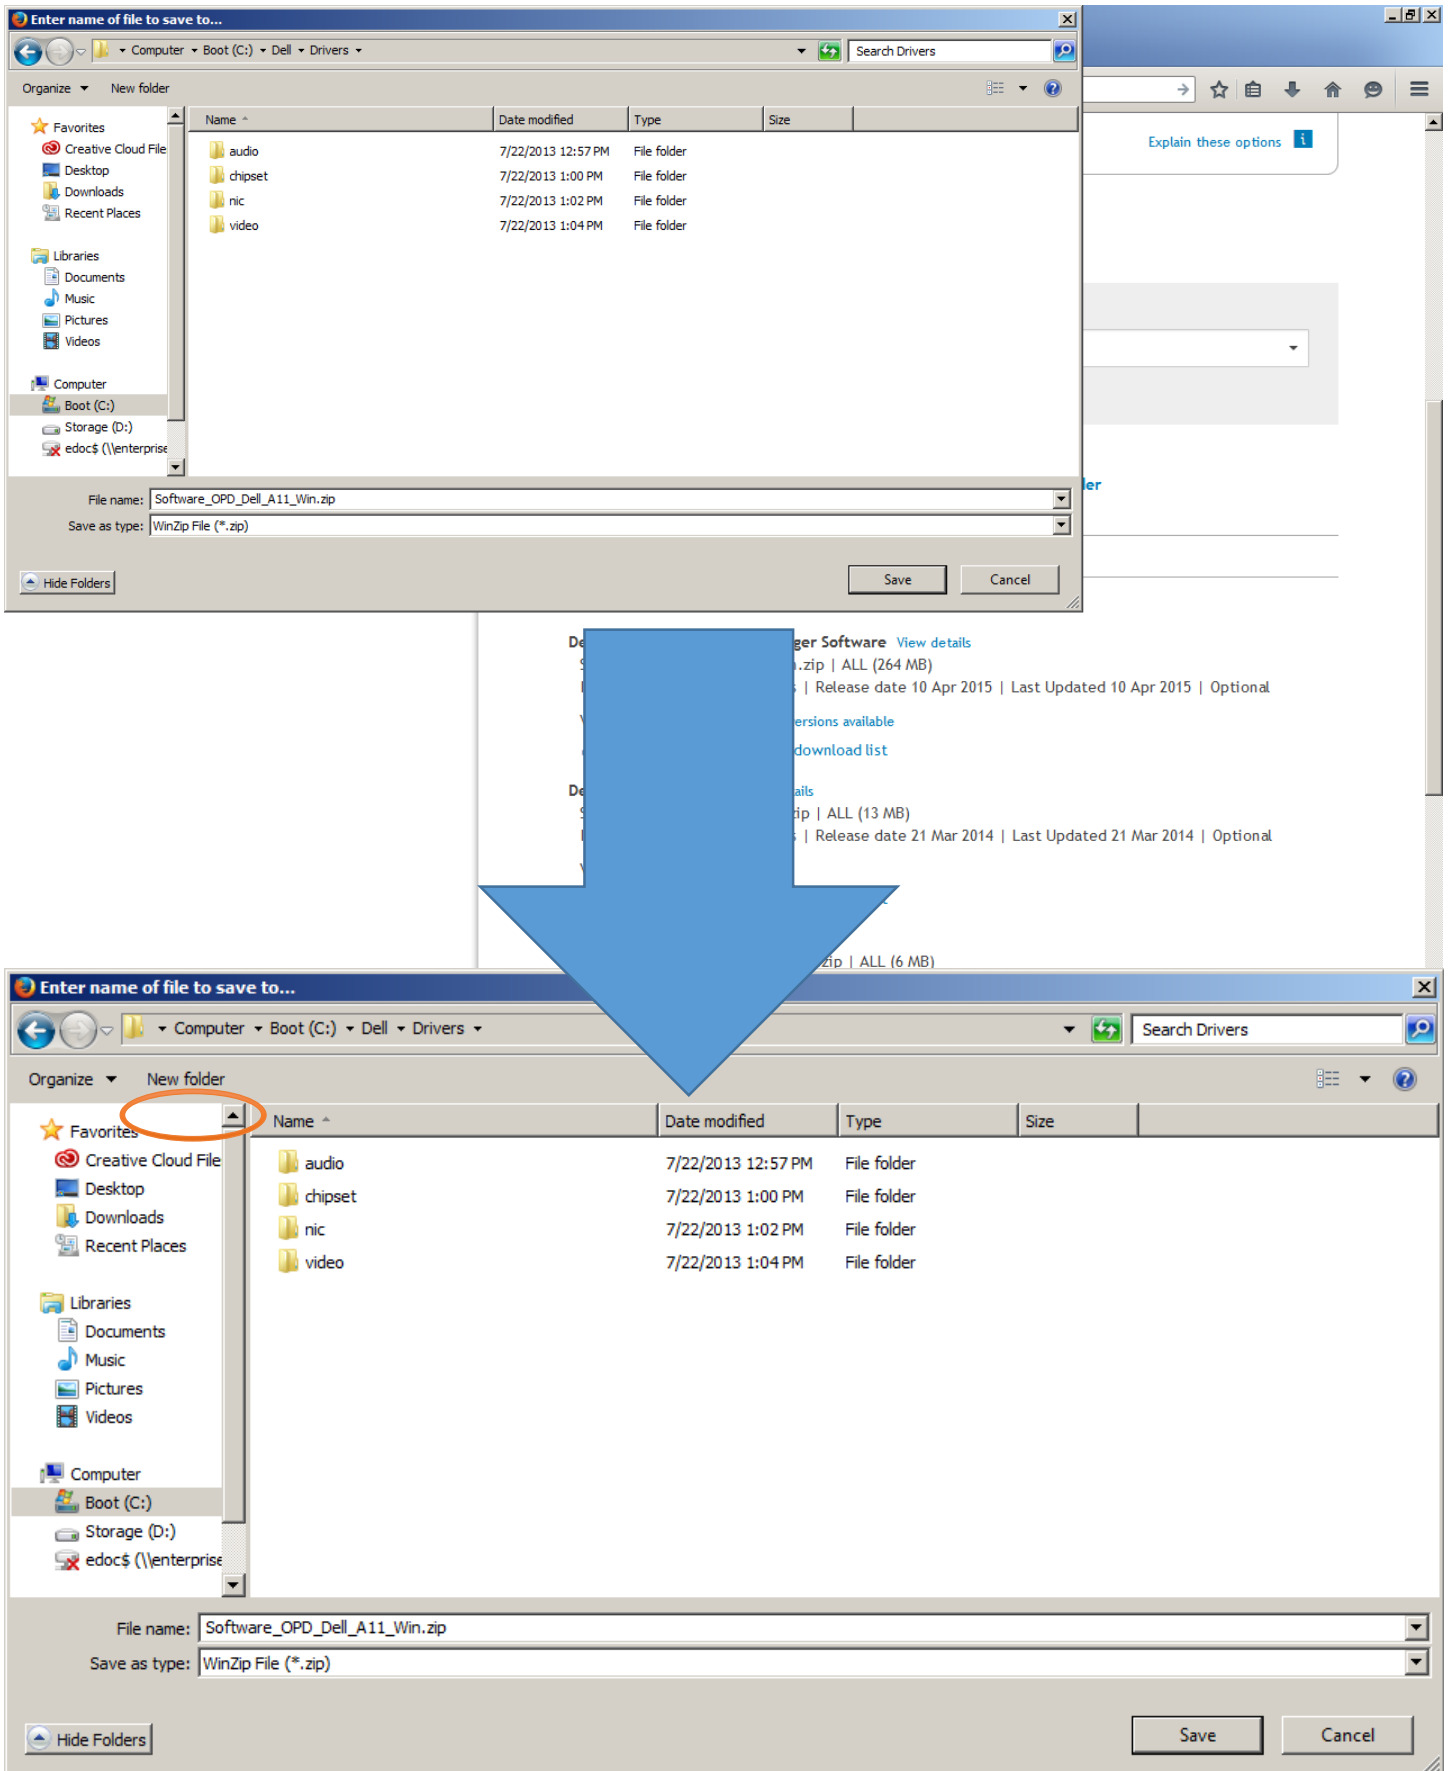 Enter name of file to save to...
Computer Boot (C:) Dell Drivers
Search Drivers
Organize New folder
Explain these options i
Favorites
Creative Cloud File
Desktop
Downloads
Recent Places
Libraries
Documents
Music
Pictures
Videos
Computer
Boot (C:)
Storage (D:)
edoc$ (\\enterprise
Name Date modified Type Size
audio 7/22/2013 12:57 PM File folder
chipset 7/22/2013 1:00 PM File folder
nic 7/22/2013 1:02 PM File folder
video 7/22/2013 1:04 PM File folder
File name: Software_OPD_Dell_A11_Win.zip
Save as type: WinZip File (*.zip)
Hide Folders Save Cancel
ler
De ger Software View details
.zip | ALL (264 MB)
| Release date 10 Apr 2015 | Last Updated 10 Apr 2015 | Optional
ersions available
download list
De ails
zip | ALL (13 MB)
| Release date 21 Mar 2014 | Last Updated 21 Mar 2014 | Optional
zip | ALL (6 MB)
Enter name of file to save to...
Computer Boot (C:) Dell Drivers
Search Drivers
Organize New folder
Favorites
Creative Cloud File
Desktop
Downloads
Recent Places
Libraries
Documents
Music
Pictures
Videos
Computer
Boot (C:)
Storage (D:)
edoc$ (\\enterprise
Name Date modified Type Size
audio 7/22/2013 12:57 PM File folder
chipset 7/22/2013 1:00 PM File folder
nic 7/22/2013 1:02 PM File folder
video 7/22/2013 1:04 PM File folder
File name: Software_OPD_Dell_A11_Win.zip
Save as type: WinZip File (*.zip)
Hide Folders Save Cancel